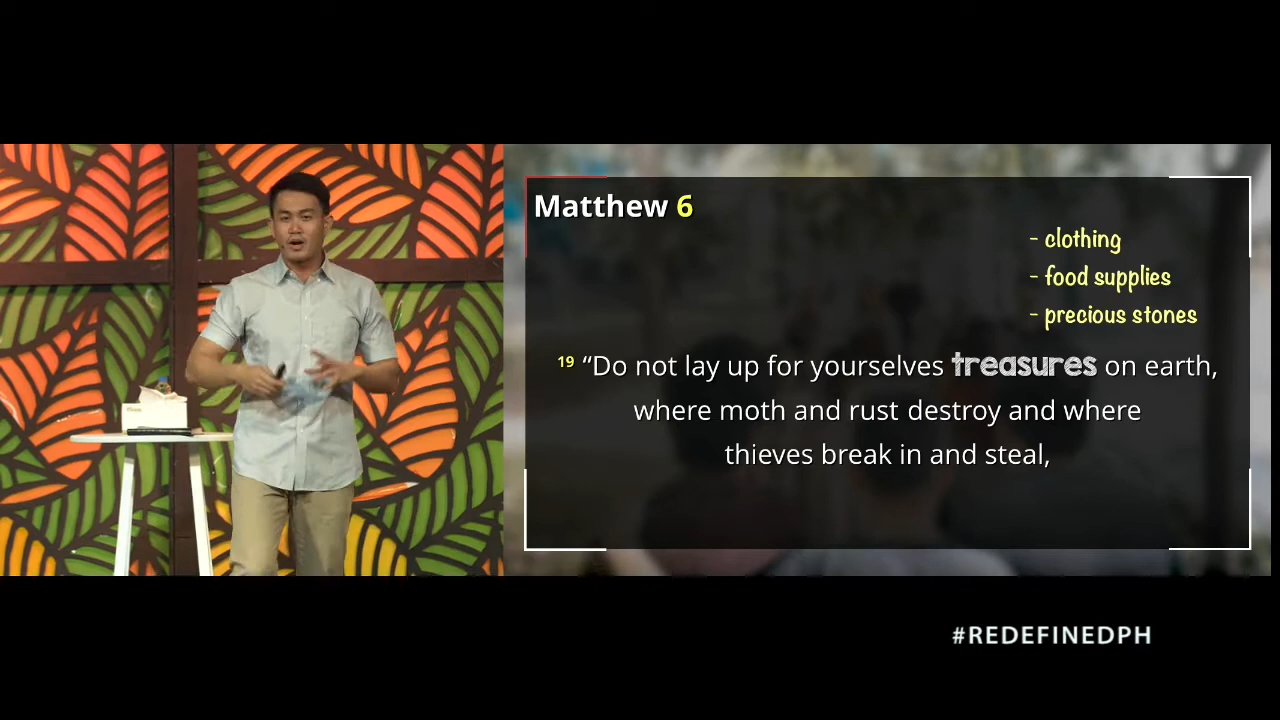 Matthew 6
- clothing
- food supplies
- precious stones
19 “Do not lay up for yourselves treasures on earth,
where moth and rust destroy and where
thieves break in and steal,
#REDEFINEDPH